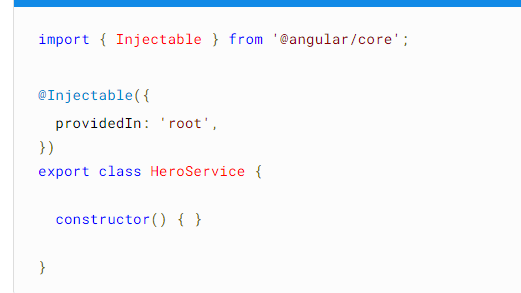 import { Injectable } from '@angular/core';
@Injectable({
providedIn: 'root',
})
export class HeroService {
constructor() { }
}